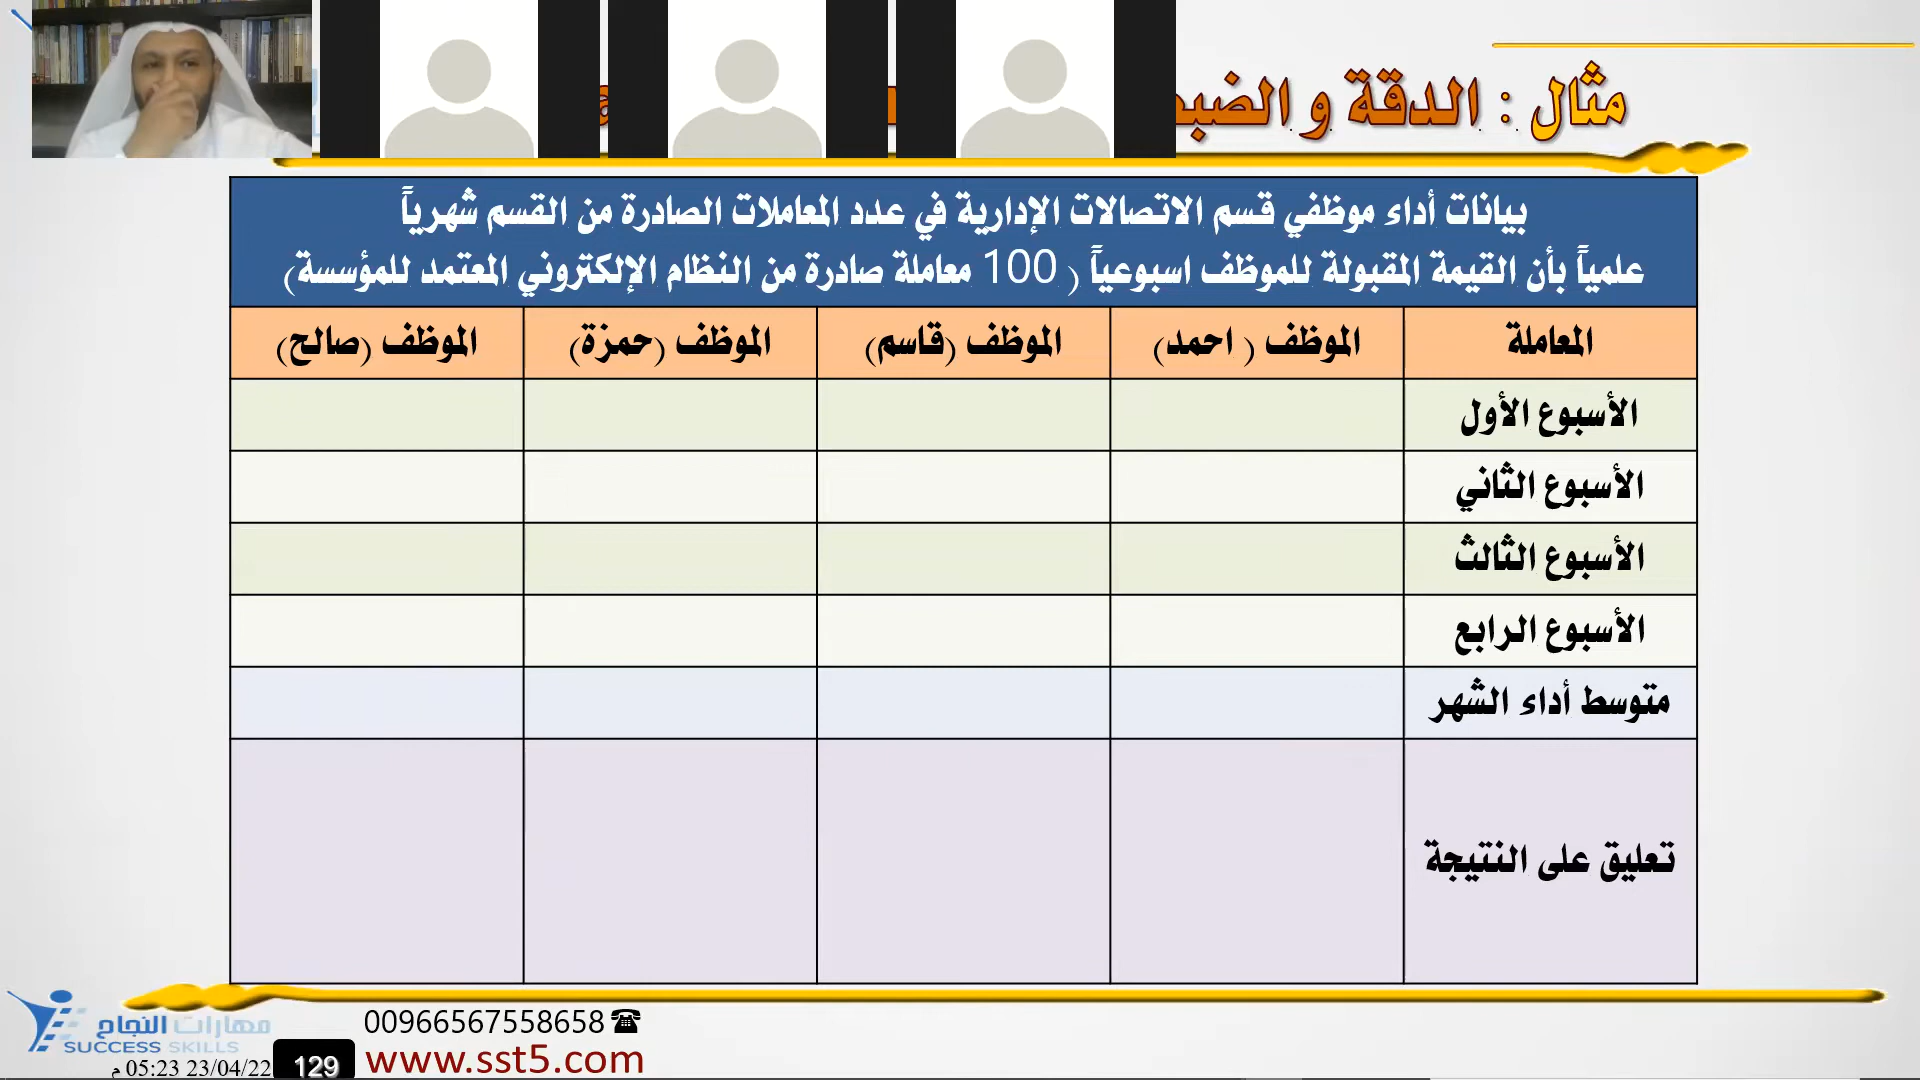 مثال : الدقة و الضبط
بيانات أداء موظفي قسم الاتصالات الإدارية في عدد المعاملات الصادرة من القسم شهرياً
علمياً بأن القيمة المقبولة للموظف اسبوعياً ( 100 معاملة صادرة من النظام الإلكتروني المعتمد للمؤسسة)
المعاملة
الموظف ( احمد)
الموظف (قاسم)
الموظف (حمزة)
الموظف (صالح)
الأسبوع الأول
الأسبوع الثاني
الأسبوع الثالث
الأسبوع الرابع
متوسط أداء الشهر
تعليق على النتيجة
مهارات النجاح
SUCCESS SKILLS
05:23 23/04/22 م
129
00966567558658
www.sst5.com